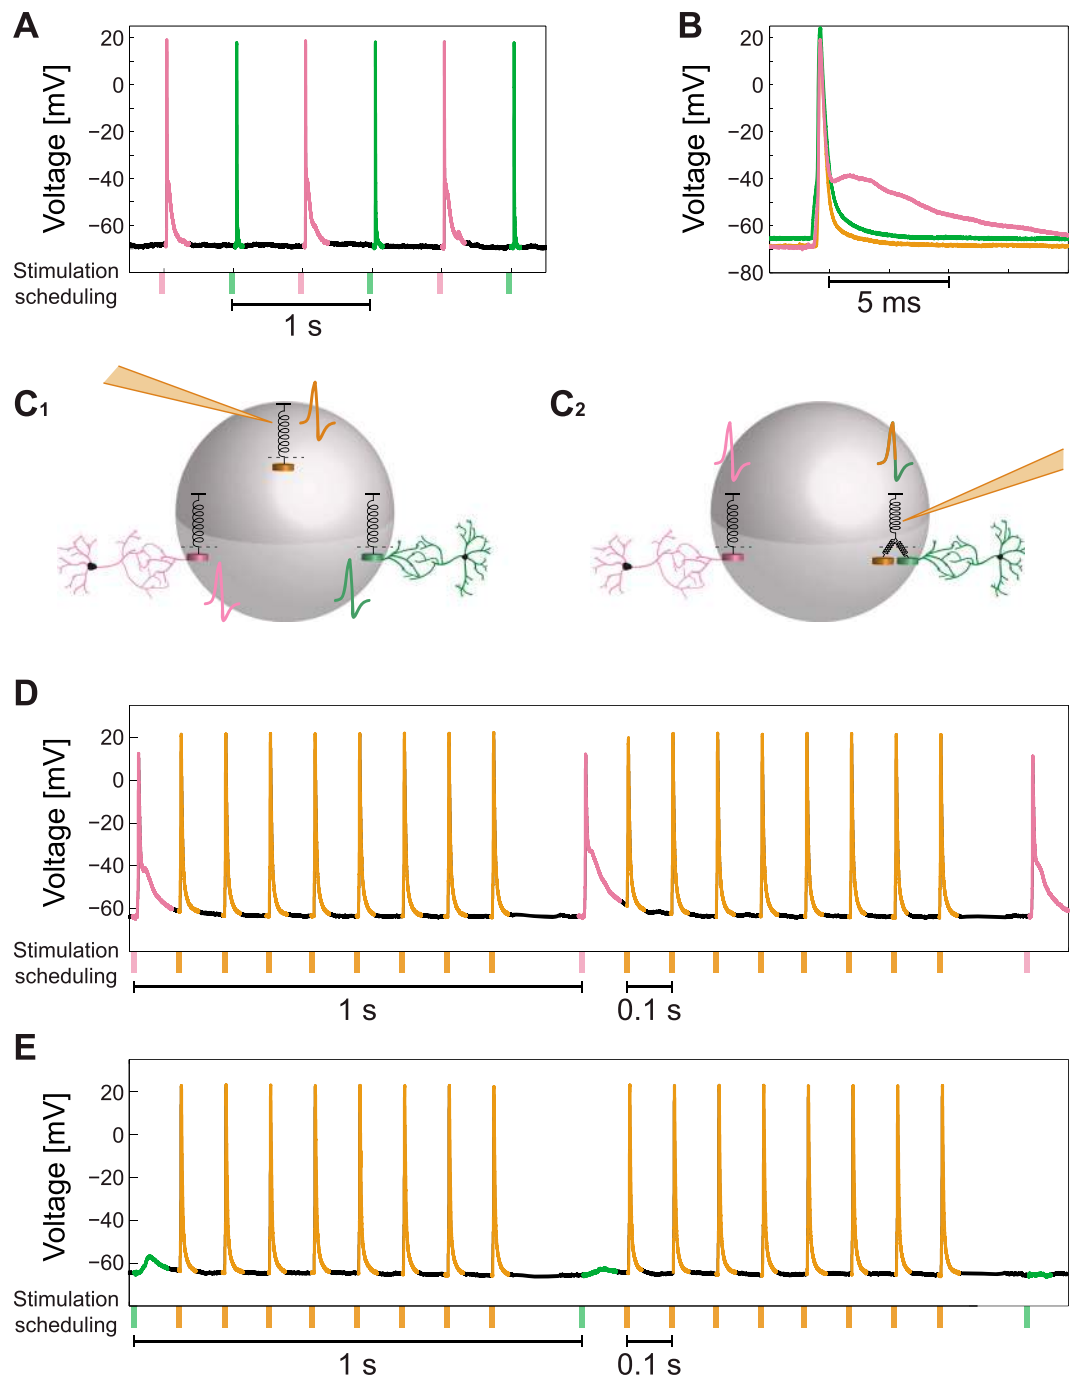 A
Voltage [mV]
20
0
−20
−40
−60
Stimulation
scheduling
1 s
B
Voltage [mV]
20
0
−20
−40
−60
−80
5 ms
C1
C2
D
Voltage [mV]
20
0
−20
−40
−60
Stimulation
scheduling
1 s
0.1 s
E
Voltage [mV]
20
0
−20
−40
−60
Stimulation
scheduling
1 s
0.1 s